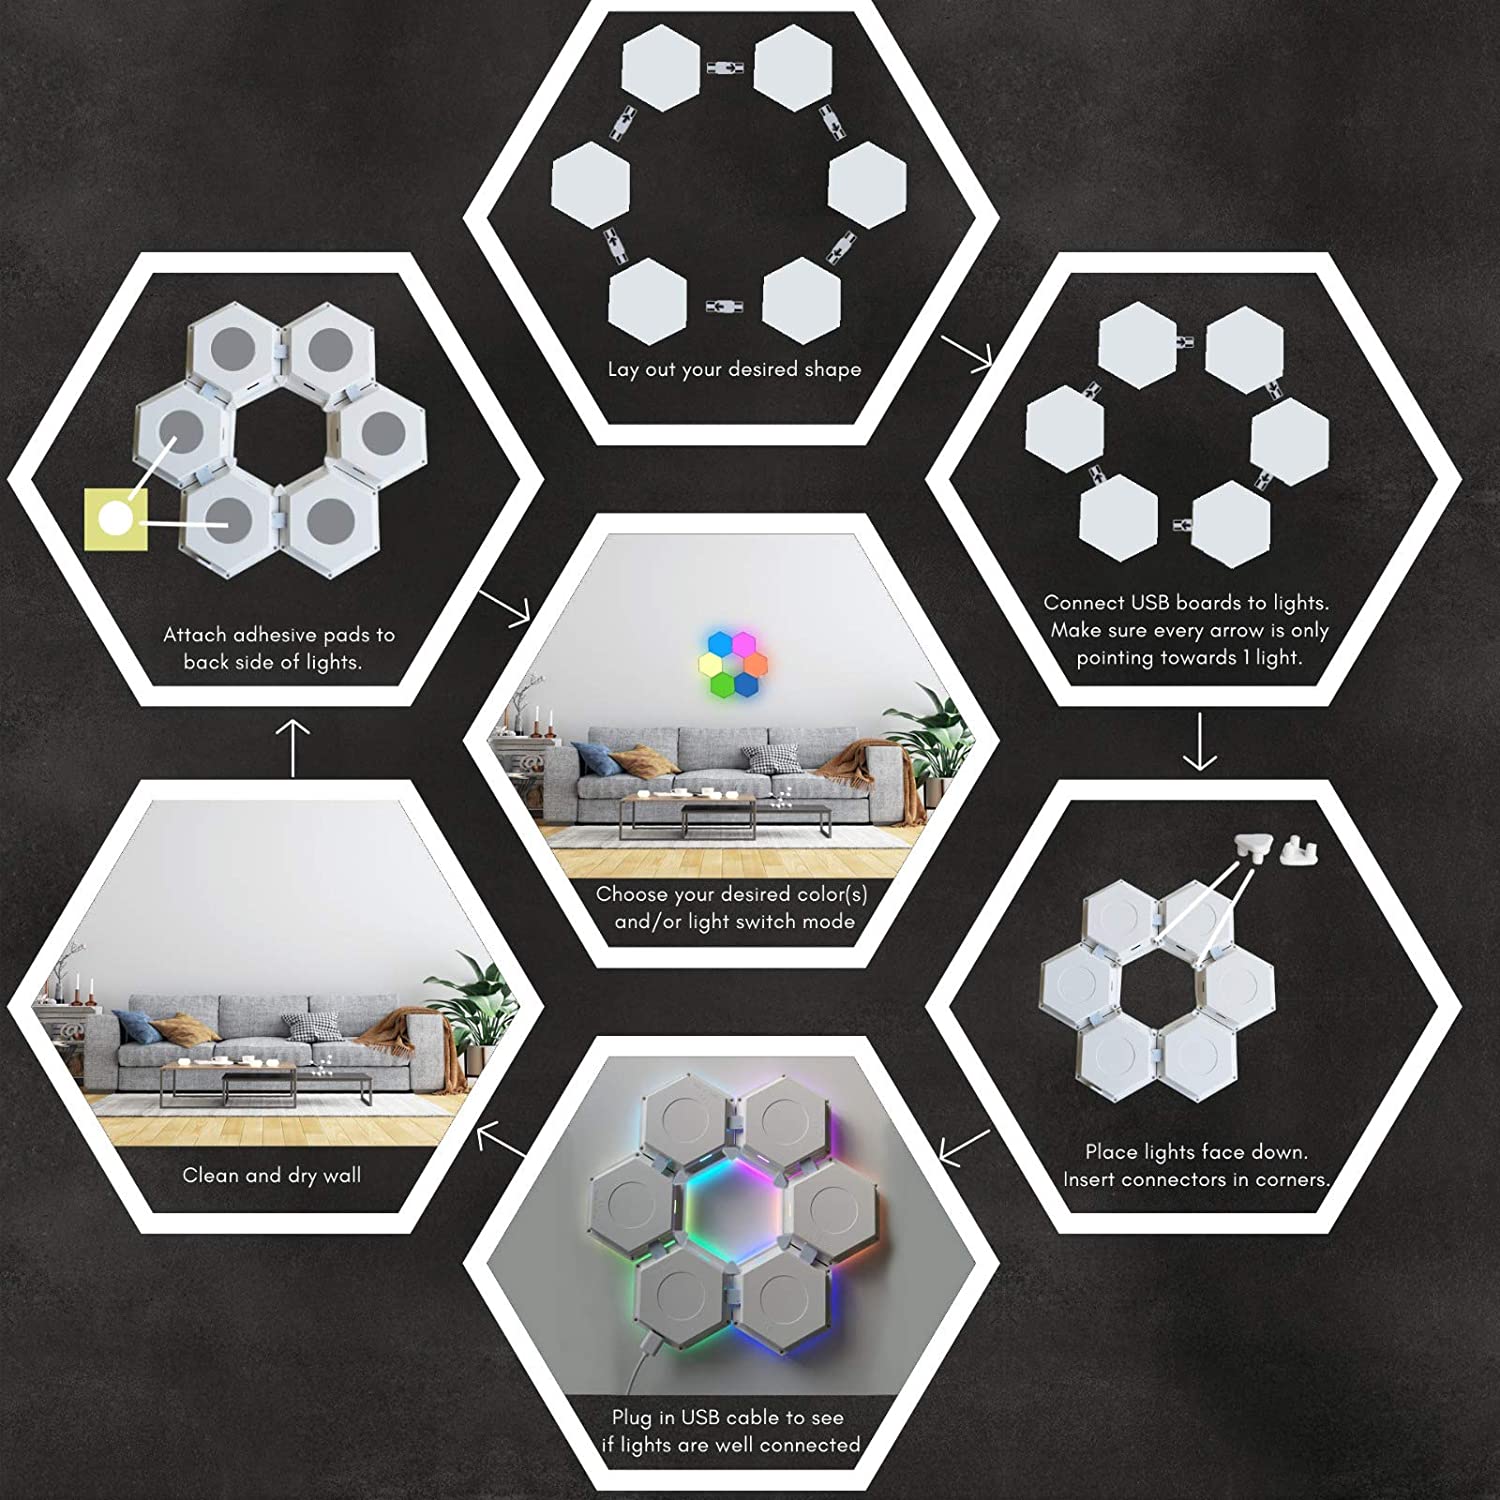 Lay out your desired shape
Connect USB boards to lights.
Make sure every arrow is only
pointing towards 1 light.
Place lights face down.
Insert connectors in corners.
Plug in USB cable to see
if lights are well connected
Clean and dry wall
Attach adhesive pads to
back side of lights.
Choose your desired color(s)
and/or light switch mode